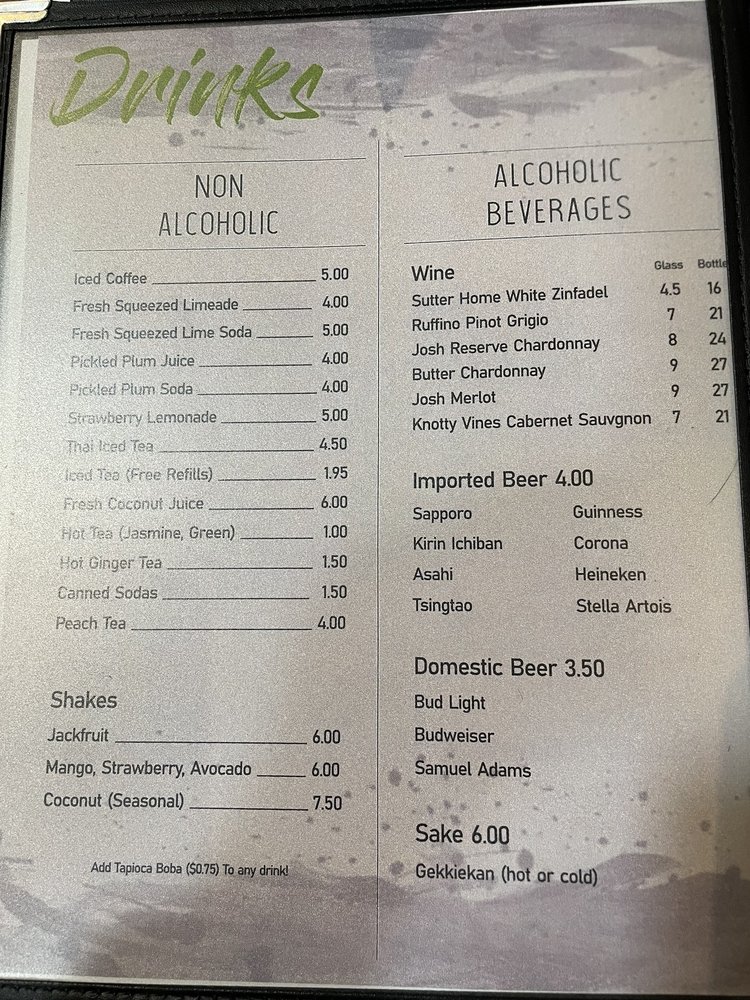 Drinks
NON
ALCOHOLIC
Iced Coffee 5.00
Fresh Squeezed Limeade 4.00
Fresh Squeezed Lime Soda 5.00
Pickled Plum Juice 4.00
Pickled Plum Soda 4.00
Strawberry Lemonade 5.00
Thai Iced Tea 4.50
Iced Tea (Free Refills) 1.95
Fresh Coconut Juice 6.00
Hot Tea (Jasmine, Green) 1.00
Hot Ginger Tea 1.50
Canned Sodas 1.50
Peach Tea 4.00
Shakes
Jackfruit 6.00
Mango, Strawberry, Avocado 6.00
Coconut (Seasonal) 7.50
Add Tapioca Boba ($0.75) To any drink!
ALCOHOLIC
BEVERAGES
Wine Glass Bottle
Sutter Home White Zinfadel 4.5 16
Ruffino Pinot Grigio 7 21
Josh Reserve Chardonnay 8 24
Butter Chardonnay 9 27
Josh Merlot 9 27
Knotty Vines Cabernet Sauvgnon 7 21
Imported Beer 4.00
Sapporo Guinness
Kirin Ichiban Corona
Asahi Heineken
Tsingtao Stella Artois
Domestic Beer 3.50
Bud Light
Budweiser
Samuel Adams
Sake 6.00
Gekkiekan (hot or cold)